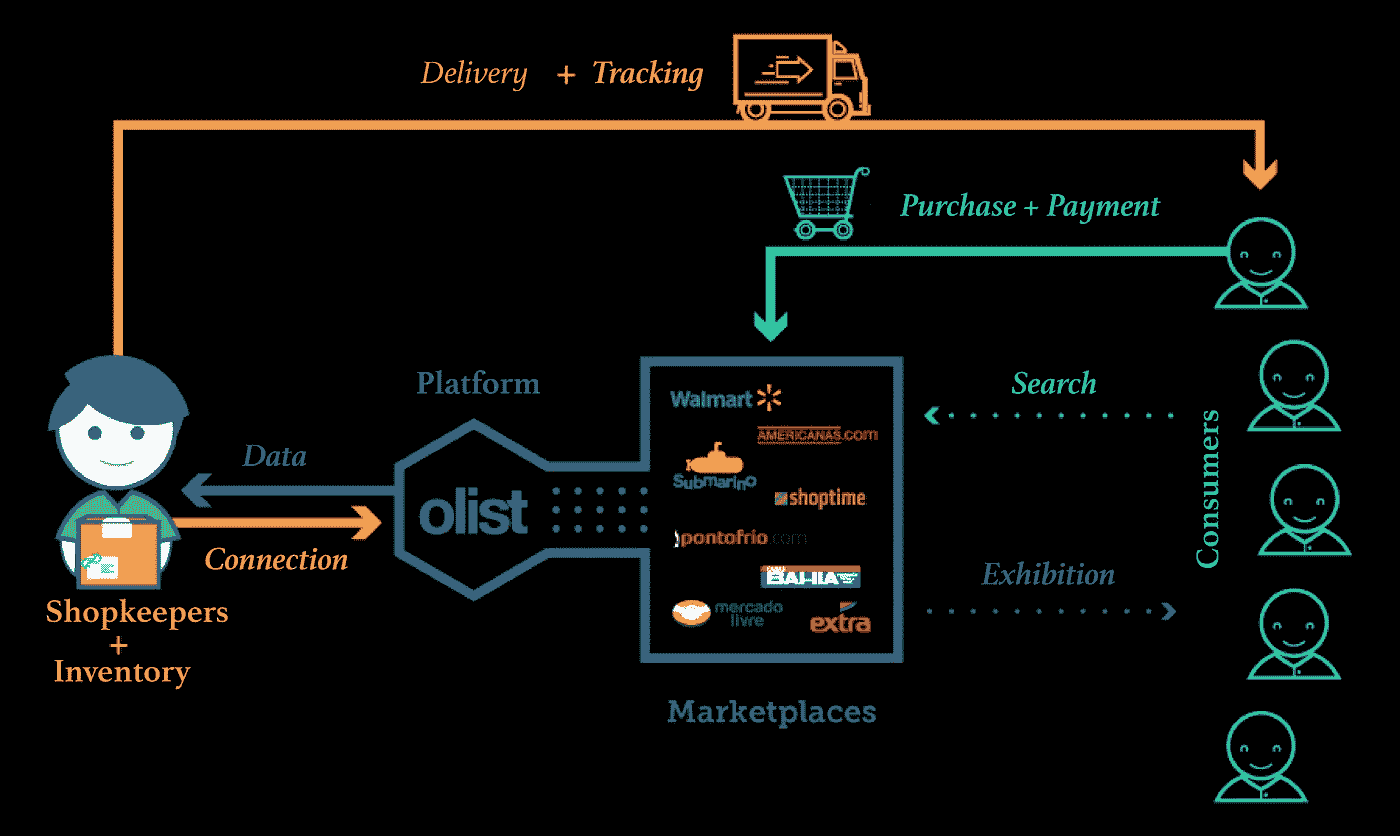 Delivery + Tracking
Purchase + Payment
Platform
Walmart
AMERICANAS.com
Submarino
shoptime
pontofrio.com
BAHIA
mercado
livre
extra
Search
Data
olist
Consumers
Connection
Exhibition
Shopkeepers
+
Inventory
Marketplaces